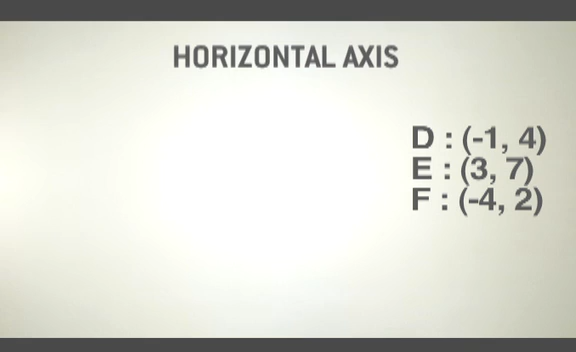 HORIZONTAL AXIS
D : (-1, 4)
E : (3, 7)
F : (-4, 2)